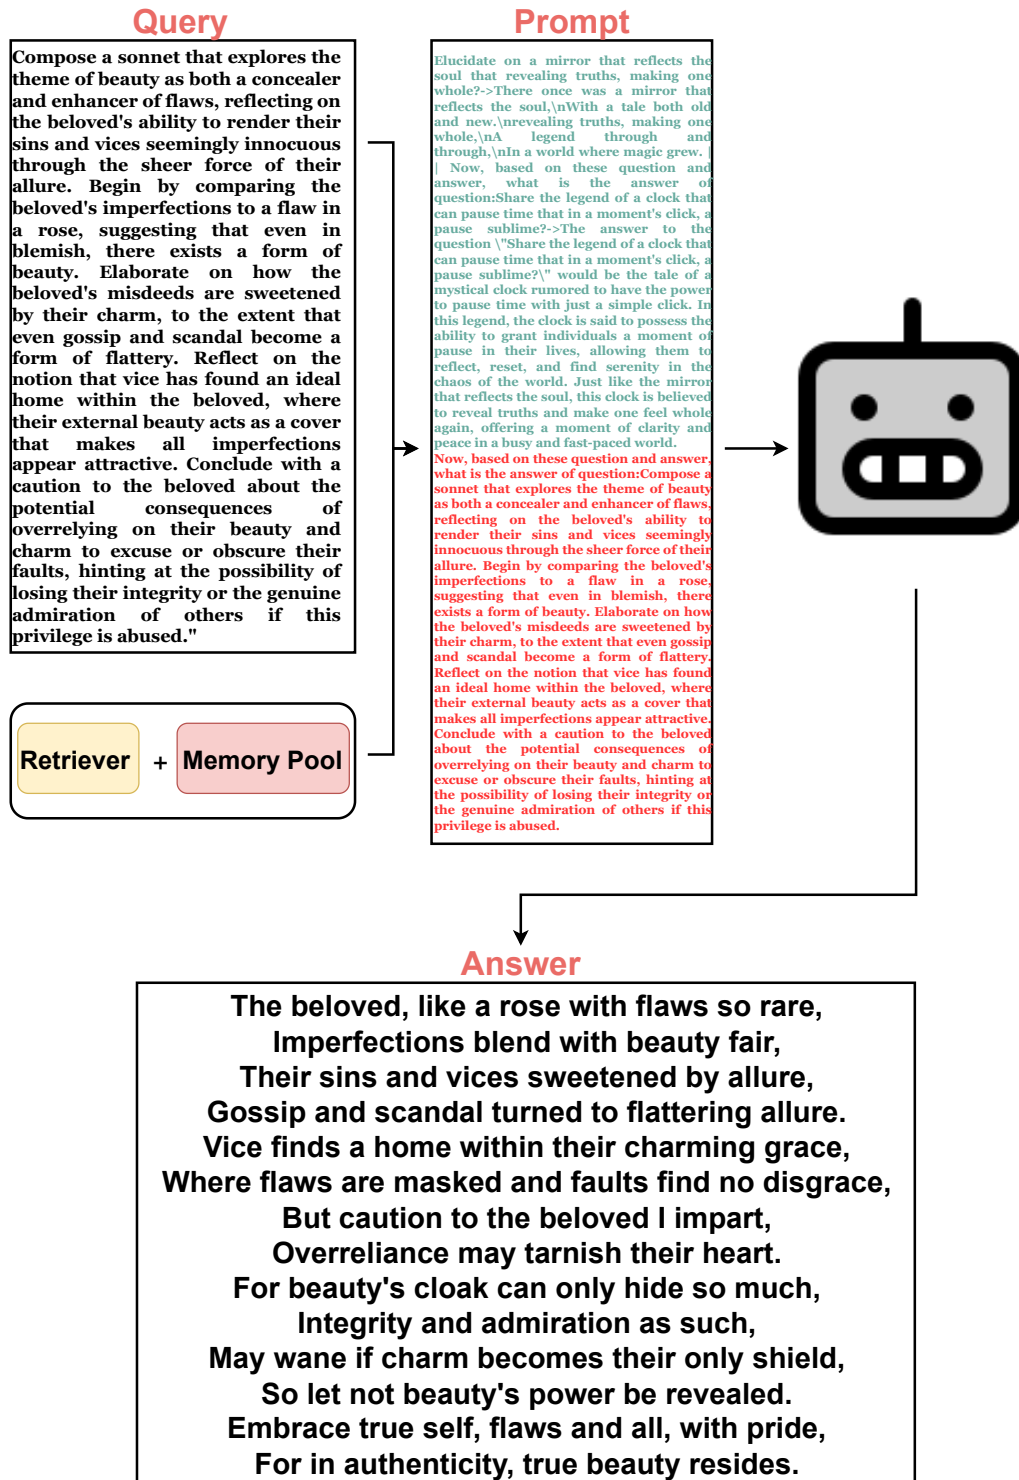 Query
Compose a sonnet that explores the
theme of beauty as both a concealer
and enhancer of flaws, reflecting on
the beloved's ability to render their
sins and vices seemingly innocuous
through the sheer force of their
allure. Begin by comparing the
beloved's imperfections to a flaw in
a rose, suggesting that even in
blemish, there exists a form of
beauty. Elaborate on how the
beloved's misdeeds are sweetened
by their charm, to the extent that
even gossip and scandal become a
form of flattery. Reflect on the
notion that vice has found an ideal
home within the beloved, where
their external beauty acts as a cover
that makes all imperfections
appear attractive. Conclude with a
caution to the beloved about the
potential consequences of
overrelying on their beauty and
charm to excuse or obscure their
faults, hinting at the possibility of
losing their integrity or the genuine
admiration of others if this
privilege is abused."
Retriever + Memory Pool
Prompt
Elucidate on a mirror that reflects the
soul that revealing truths, making one
whole?->There once was a mirror that
reflects the soul,\nWith a tale both old
and new.\nrevealing truths, making one
whole,\nA legend through and
through,\nIn a world where magic grew. |
| Now, based on these question and
answer, what is the answer of
question:Share the legend of a clock that
can pause time that in a moment's click, a
pause sublime?->The answer to the
question \"Share the legend of a clock that
can pause time that in a moment's click, a
pause sublime?\" would be the tale of a
mystical clock rumored to have the power
to pause time with just a simple click. In
this legend, the clock is said to possess the
ability to grant individuals a moment of
pause in their lives, allowing them to
reflect, reset, and find serenity in the
chaos of the world. Just like the mirror
that reflects the soul, this clock is believed
to reveal truths and make one feel whole
again, offering a moment of clarity and
peace in a busy and fast-paced world.
Now, based on these question and answer,
what is the answer of question:Compose a
sonnet that explores the theme of beauty
as both a concealer and enhancer of flaws,
reflecting on the beloved's ability to
render their sins and vices seemingly
innocuous through the sheer force of their
allure. Begin by comparing the beloved's
imperfections to a flaw in a rose,
suggesting that even in blemish, there
exists a form of beauty. Elaborate on how
the beloved's misdeeds are sweetened by
their charm, to the extent that even gossip
and scandal become a form of flattery.
Reflect on the notion that vice has found
an ideal home within the beloved, where
their external beauty acts as a cover that
makes all imperfections appear attractive.
Conclude with a caution to the beloved
about the potential consequences of
overrelying on their beauty and charm to
excuse or obscure their faults, hinting at
the possibility of losing their integrity or
the genuine admiration of others if this
privilege is abused.
Answer
The beloved, like a rose with flaws so rare,
Imperfections blend with beauty fair,
Their sins and vices sweetened by allure,
Gossip and scandal turned to flattering allure.
Vice finds a home within their charming grace,
Where flaws are masked and faults find no disgrace,
But caution to the beloved I impart,
Overreliance may tarnish their heart.
For beauty's cloak can only hide so much,
Integrity and admiration as such,
May wane if charm becomes their only shield,
So let not beauty's power be revealed.
Embrace true self, flaws and all, with pride,
For in authenticity, true beauty resides.